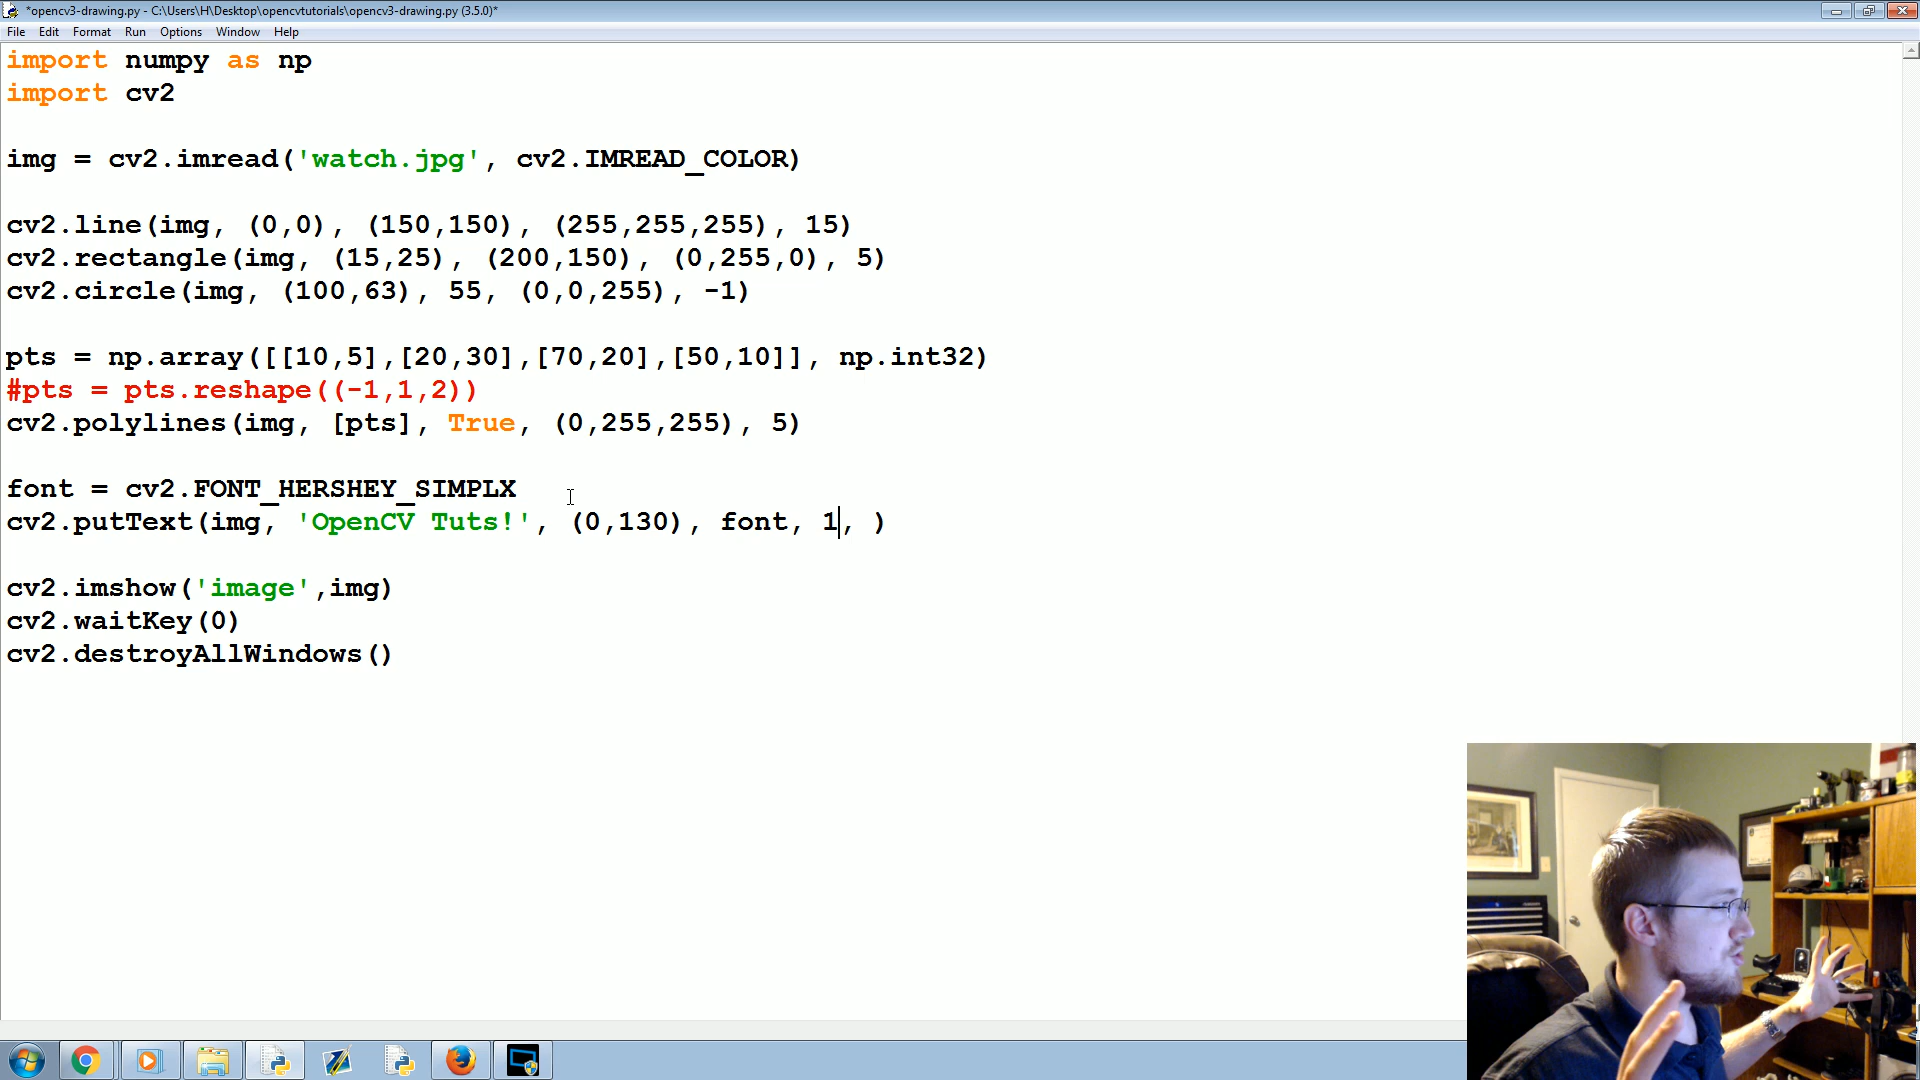 *opencv3-drawing.py - C:\Users\H\Desktop\opencvtutorials\opencv3-drawing.py (3.5.0)*
File Edit Format Run Options Window Help
import numpy as np
import cv2
img = cv2.imread('watch.jpg', cv2.IMREAD_COLOR)
cv2.line(img, (0,0), (150,150), (255,255,255), 15)
cv2.rectangle(img, (15,25), (200,150), (0,255,0), 5)
cv2.circle(img, (100,63), 55, (0,0,255), -1)
pts = np.array([[10,5],[20,30],[70,20],[50,10]], np.int32)
#pts = pts.reshape((-1,1,2))
cv2.polylines(img, [pts], True, (0,255,255), 5)
font = cv2.FONT_HERSHEY_SIMPLX
cv2.putText(img, 'OpenCV Tuts!', (0,130), font, 1, )
cv2.imshow('image',img)
cv2.waitKey(0)
cv2.destroyAllWindows()